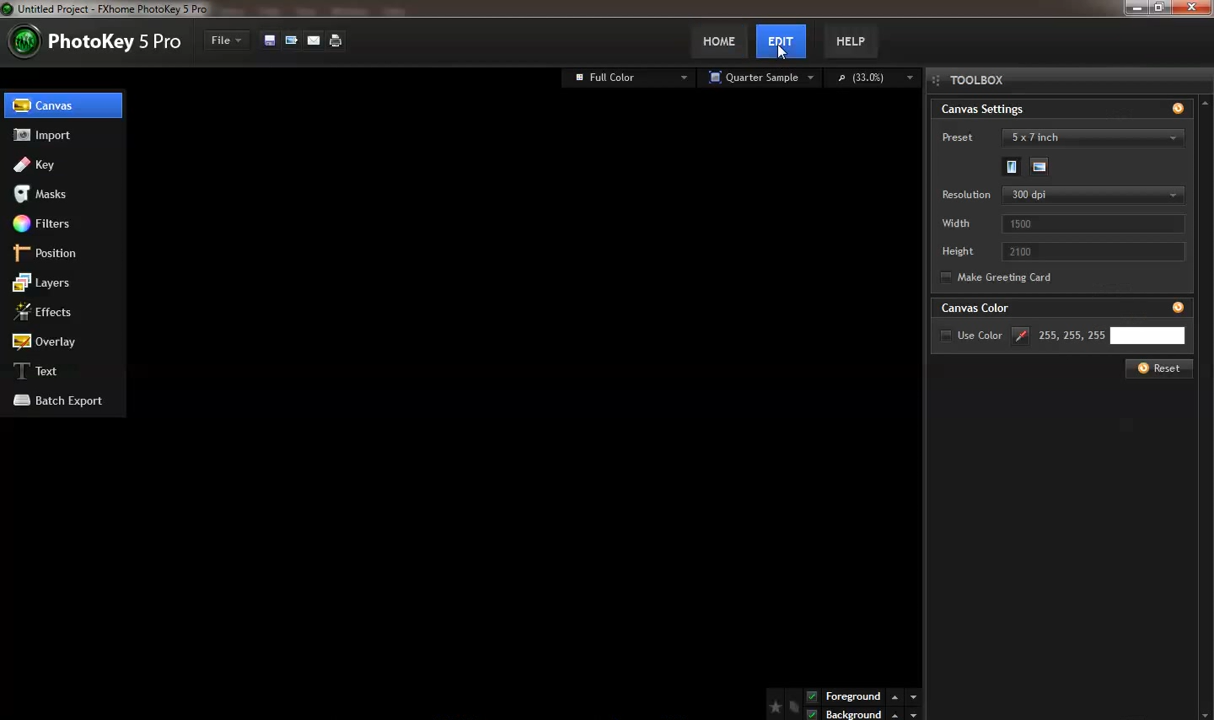 Untitled Project - FXhome PhotoKey 5 Pro
PhotoKey 5 Pro
File
HOME
EDIT
HELP
Full Color
Quarter Sample
(33.0%)
TOOLBOX
Canvas
Import
Key
Masks
Filters
Position
Layers
Effects
Overlay
Text
Batch Export
Canvas Settings
Preset
5 x 7 inch
Resolution
300 dpi
Width
1500
Height
2100
Make Greeting Card
Canvas Color
Use Color
255, 255, 255
Reset
Foreground
Background